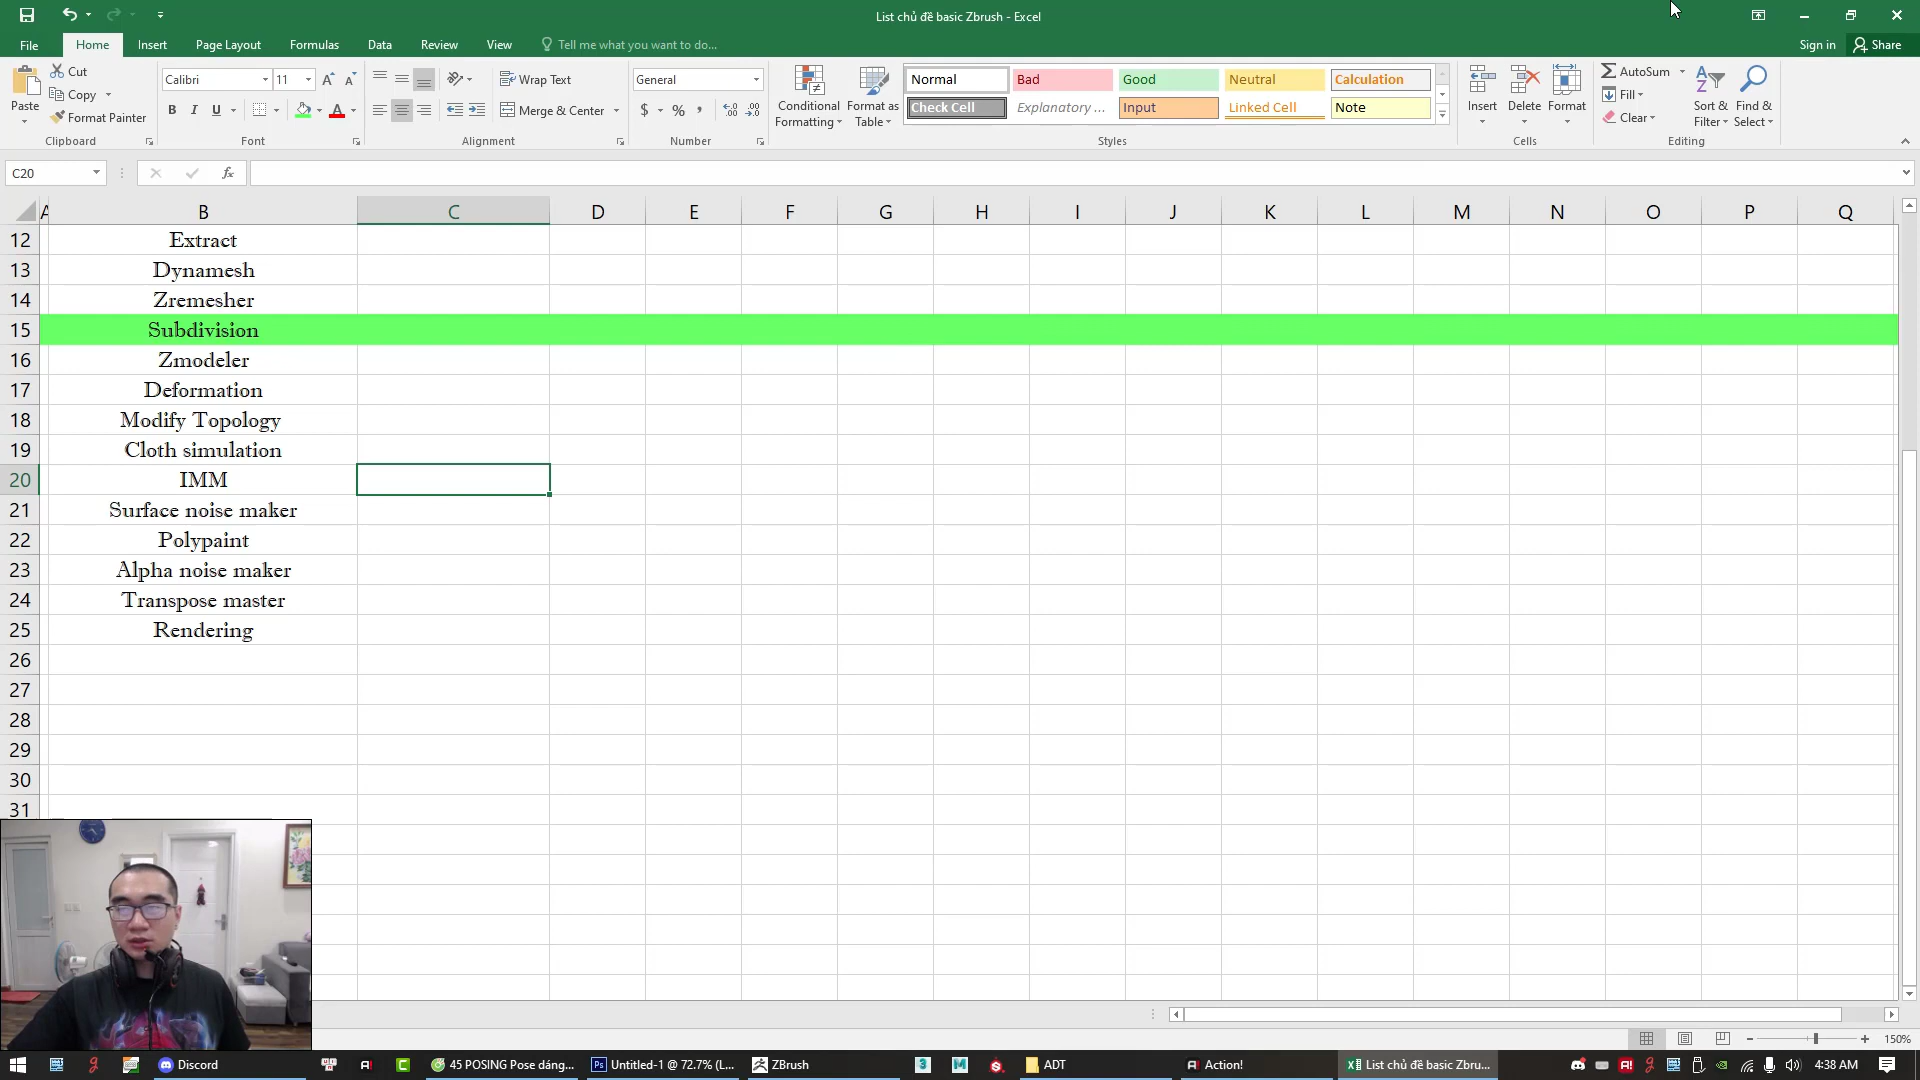 List chủ đề basic Zbrush - Excel
File Home Insert Page Layout Formulas Data Review View Tell me what you want to do... Sign in Share
Paste Cut Copy Format Painter Clipboard
Calibri 11 A A B I U A Font
Wrap Text Merge & Center Alignment
General $ % , Number
Conditional Formatting Format as Table
Normal Bad Good Neutral Calculation
Check Cell Explanatory ... Input Linked Cell Note
Styles
Insert Delete Format Cells
AutoSum Fill Clear Sort & Filter Find & Select Editing
C20 fx
A B C D E F G H I J K L M N O P Q
12 Extract
13 Dynamesh
14 Zremesher
15 Subdivision
16 Zmodeler
17 Deformation
18 Modify Topology
19 Cloth simulation
20 IMM
21 Surface noise maker
22 Polypaint
23 Alpha noise maker
24 Transpose master
25 Rendering
26
27
28
29
30
31
150%
Discord 45 POSING Pose dáng... Untitled-1 @ 72.7% (L... ZBrush ADT Action! List chủ đề basic Zbru... 4:38 AM